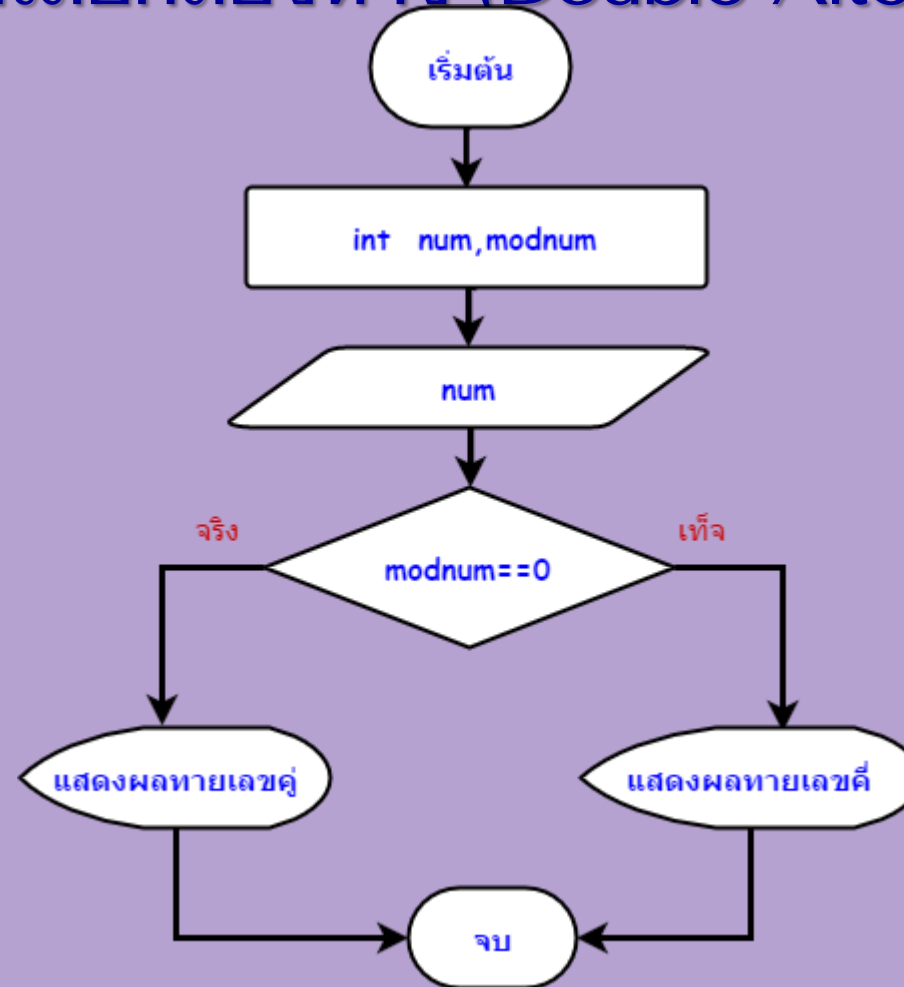 (Double
เริ่มต้น
int num,modnum
num
จริง
เท็จ
modnum==0
แสดงผลทายเลขคู่
แสดงผลทายเลขคี่
จบ